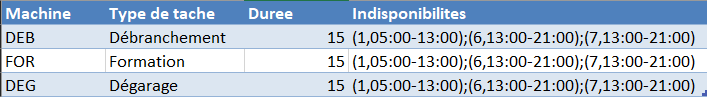 Machine Type de tache Duree Indisponibilites
DEB Débranchement 15 (1,05:00-13:00);(6,13:00-21:00);(7,13:00-21:00)
FOR Formation 15 (1,05:00-13:00);(6,13:00-21:00);(7,13:00-21:00)
DEG Dégarage 15 (1,05:00-13:00);(6,13:00-21:00);(7,13:00-21:00)